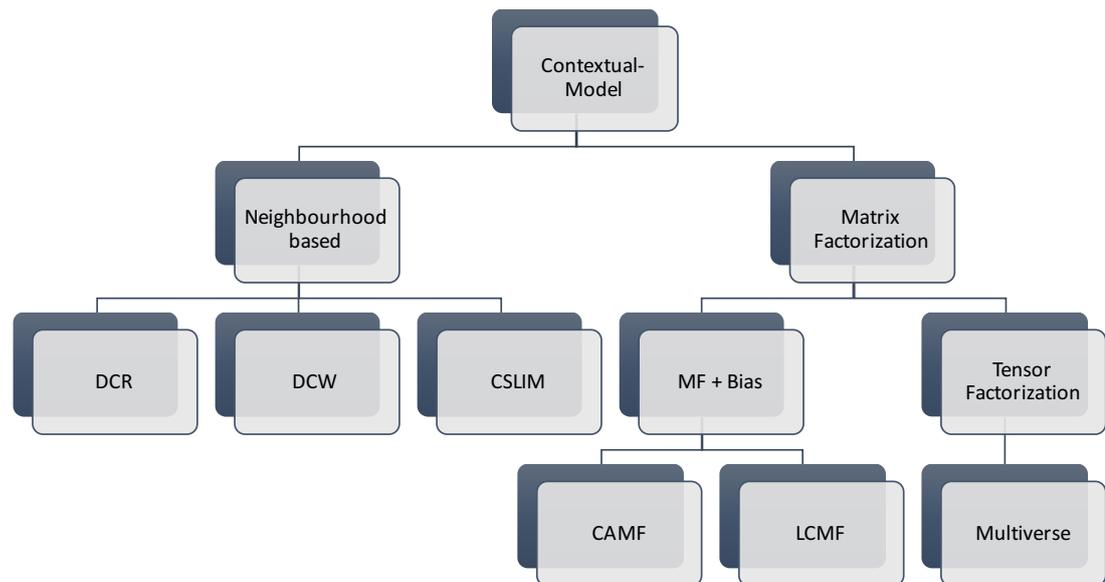 Contextual-
Model
Neighbourhood
based
Matrix
Factorization
DCR
DCW
CSLIM
MF + Bias
Tensor
Factorization
CAMF
LCMF
Multiverse